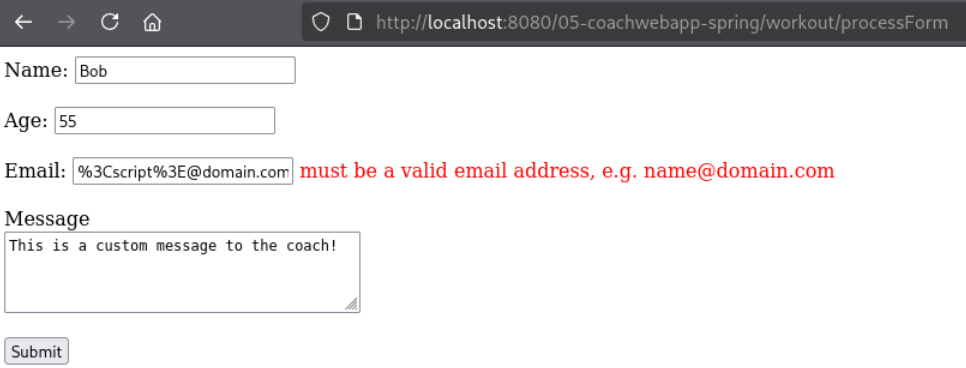 http://localhost:8080/05-coachwebapp-spring/workout/processForm
Name: Bob
Age: 55
Email: %3Cscript%3E@domain.com must be a valid email address, e.g. name@domain.com
Message
This is a custom message to the coach!
Submit